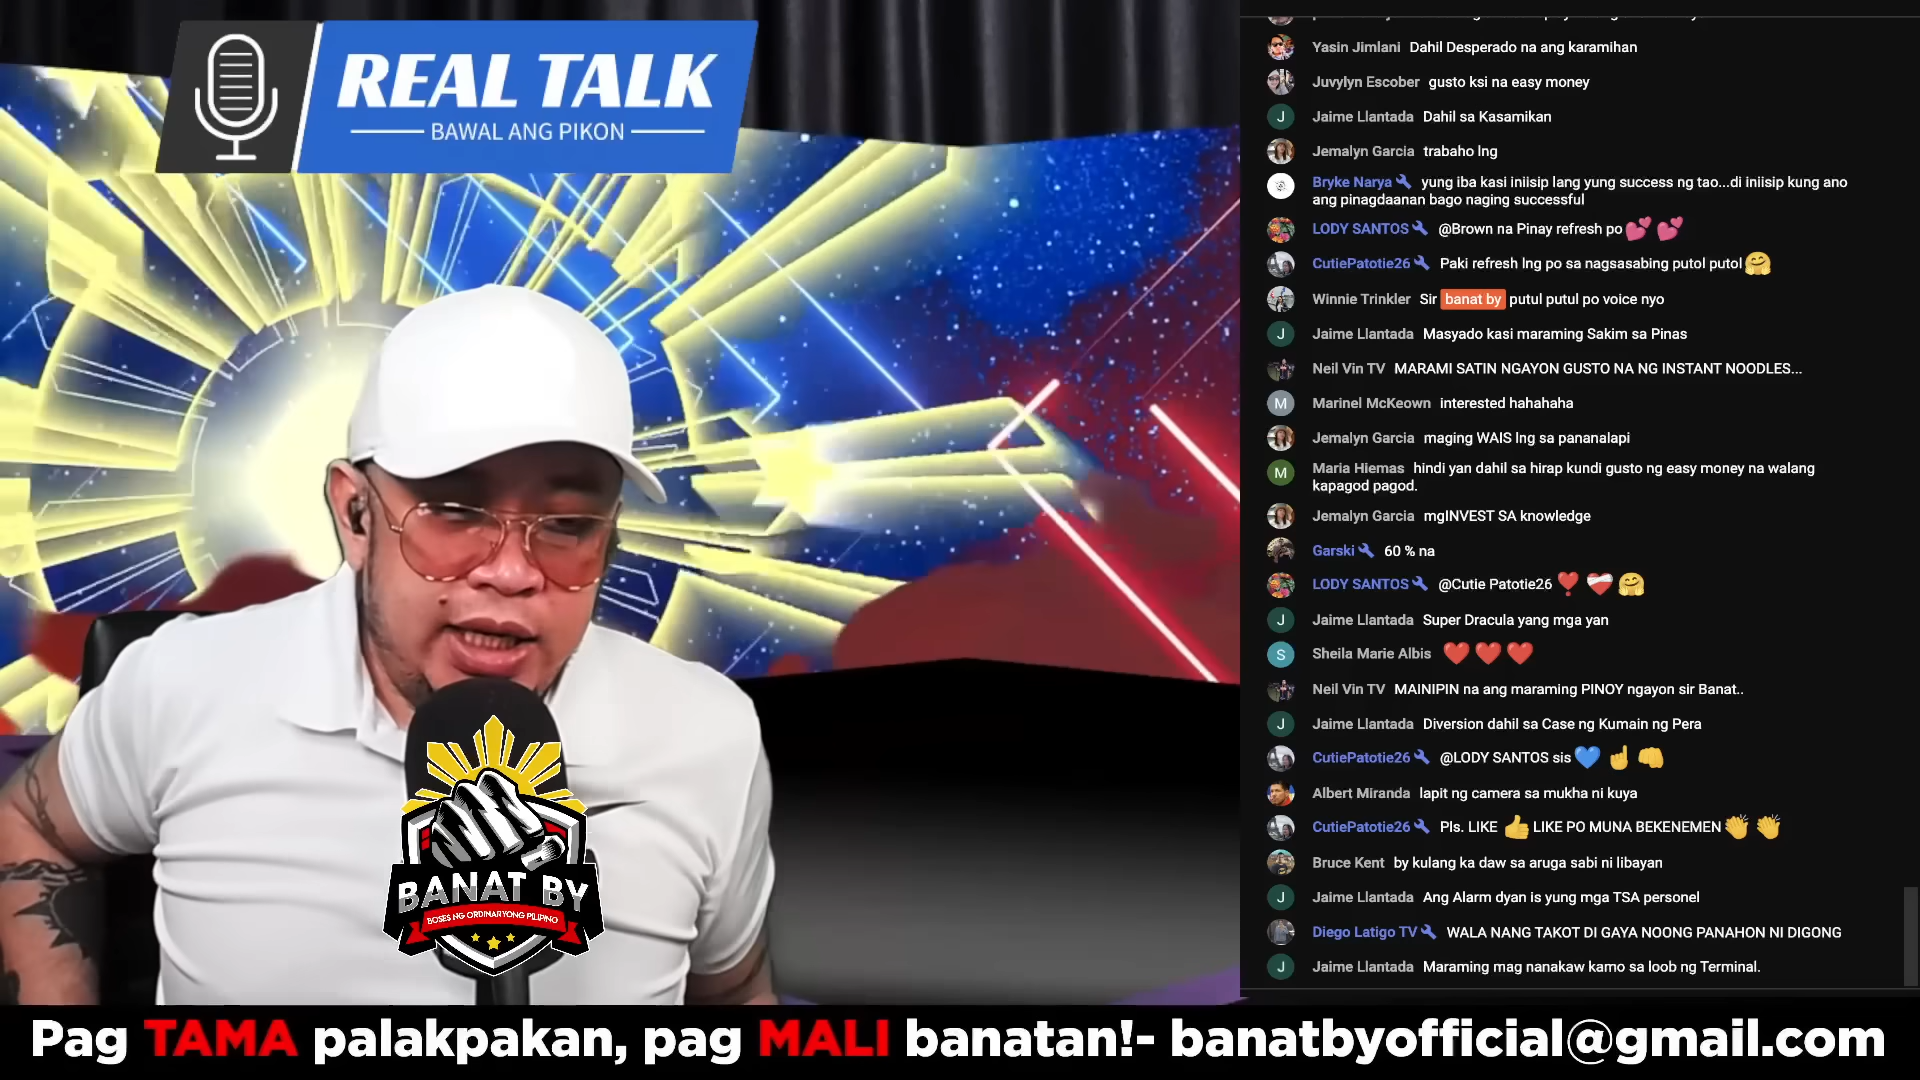 REAL TALK
BAWAL ANG PIKON
BANAT BY
BOSES NG ORDINARYONG PILIPINO
Yasin Jimlani Dahil Desperado na ang karamihan
Juvylyn Escober gusto ksi na easy money
J Jaime Llantada Dahil sa Kasamikan
Jemalyn Garcia trabaho lng
Bryke Narya yung iba kasi iniisip lang yung success ng tao...di iniisip kung ano
ang pinagdaanan bago naging successful
LODY SANTOS @Brown na Pinay refresh po
CutiePatotie26 Paki refresh lng po sa nagsasabing putol putol
Winnie Trinkler Sir banat by putul putul po voice nyo
J Jaime Llantada Masyado kasi maraming Sakim sa Pinas
Neil Vin TV MARAMI SATIN NGAYON GUSTO NA NG INSTANT NOODLES...
M Marinel McKeown interested hahahaha
Jemalyn Garcia maging WAIS lng sa pananalapi
M Maria Hiemas hindi yan dahil sa hirap kundi gusto ng easy money na walang
kapagod pagod.
Jemalyn Garcia mgINVEST SA knowledge
Garski 60 % na
LODY SANTOS @Cutie Patotie26
J Jaime Llantada Super Dracula yang mga yan
S Sheila Marie Albis
Neil Vin TV MAINIPIN na ang maraming PINOY ngayon sir Banat..
J Jaime Llantada Diversion dahil sa Case ng Kumain ng Pera
CutiePatotie26 @LODY SANTOS sis
Albert Miranda lapit ng camera sa mukha ni kuya
CutiePatotie26 Pls. LIKE LIKE PO MUNA BEKENEMEN
Bruce Kent by kulang ka daw sa aruga sabi ni libayan
J Jaime Llantada Ang Alarm dyan is yung mga TSA personel
Diego Latigo TV WALA NANG TAKOT DI GAYA NOONG PANAHON NI DIGONG
J Jaime Llantada Maraming mag nanakaw kamo sa loob ng Terminal.
Pag TAMA palakpakan, pag MALI banatan!- banatbyofficial@gmail.com